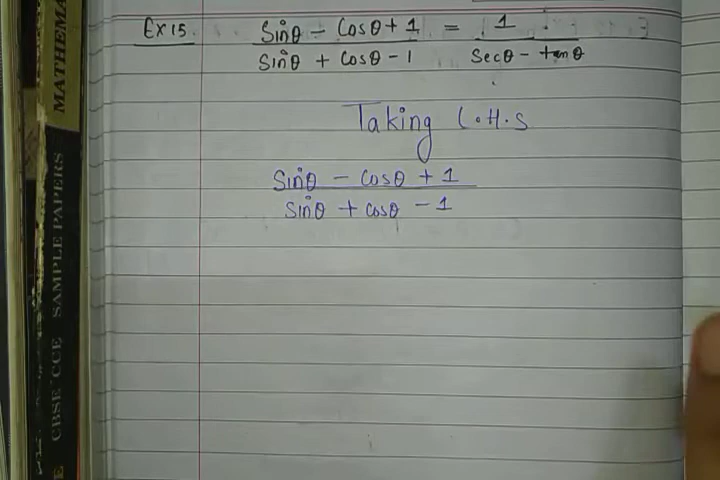 Ex 15. sinθ - cosθ + 1 = 1
sinθ + cosθ - 1 secθ - tanθ
Taking L.H.S
sinθ - cosθ + 1
sinθ + cosθ - 1
MATHEMA
CBSE CCE SAMPLE PAPERS